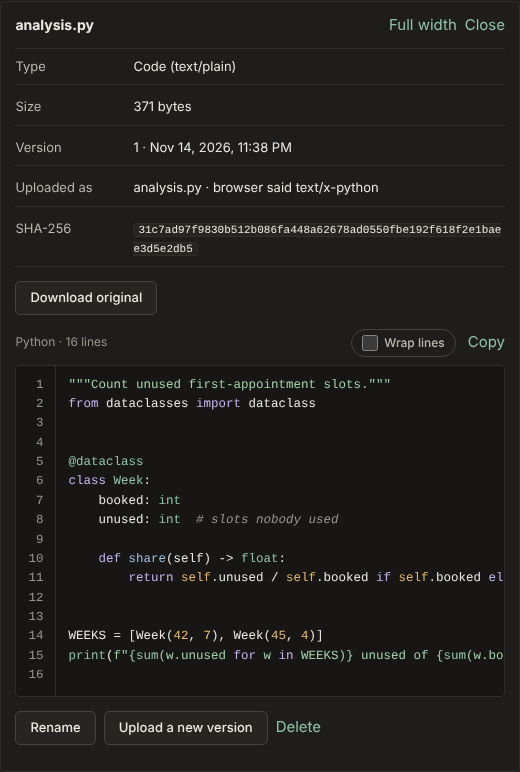 analysis.py Full width Close
Type Code (text/plain)
Size 371 bytes
Version 1 · Nov 14, 2026, 11:38 PM
Uploaded as analysis.py · browser said text/x-python
SHA-256 31c7ad97f9830b512b086fa448a62678ad0550fbe192f618f2e1bae
e3d5e2db5
Download original
Python · 16 lines Wrap lines Copy
1 """Count unused first-appointment slots."""
2 from dataclasses import dataclass
3
4
5 @dataclass
6 class Week:
7     booked: int
8     unused: int  # slots nobody used
9
10     def share(self) -> float:
11         return self.unused / self.booked if self.booked el
12
13
14 WEEKS = [Week(42, 7), Week(45, 4)]
15 print(f"{sum(w.unused for w in WEEKS)} unused of {sum(w.bo
16
Rename Upload a new version Delete